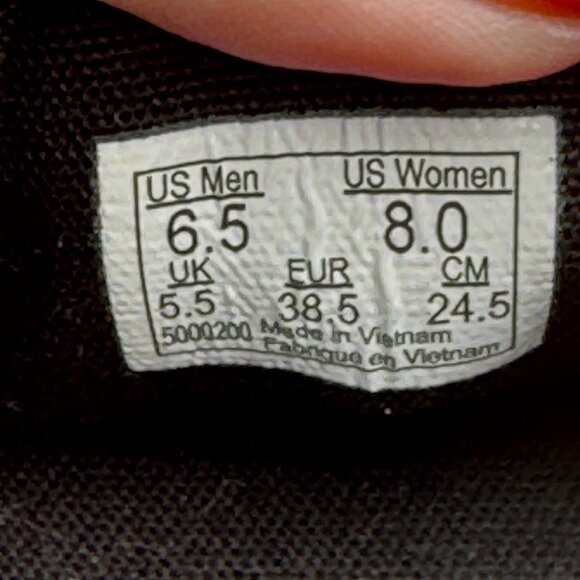 US Men US Women
6.5 8.0
UK EUR CM
5.5 38.5 24.5
5000200 Made in Vietnam
Fabriqué en Vietnam